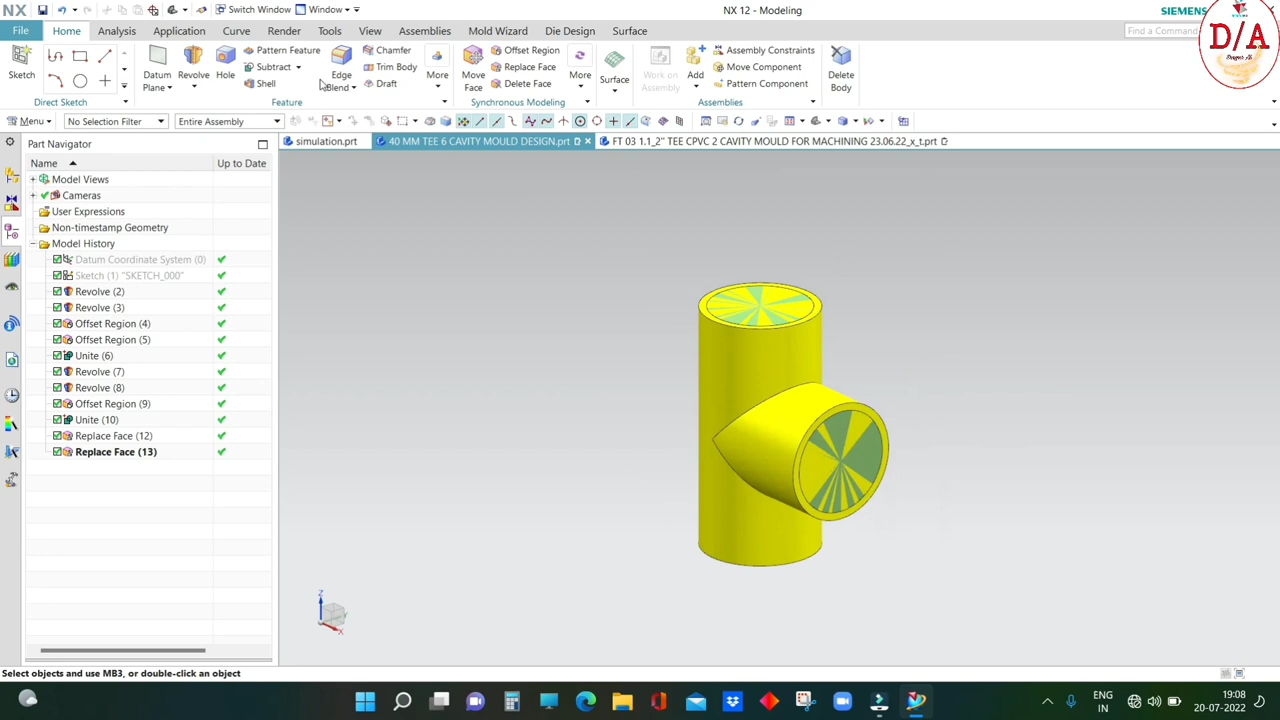 NX Switch Window Window NX 12 - Modeling SIEMENS
File Home Analysis Application Curve Render Tools View Assemblies Mold Wizard Die Design Surface Find a Command
D/A
Sketch Datum Plane Revolve Hole Pattern Feature Subtract Shell Edge Blend Chamfer Trim Body Draft More Move Face Offset Region Replace Face Delete Face More Surface Work on Assembly Add Assembly Constraints Move Component Pattern Component Delete Body
Direct Sketch Feature Synchronous Modeling Assemblies
Menu No Selection Filter Entire Assembly
simulation.prt 40 MM TEE 6 CAVITY MOULD DESIGN.prt FT 03 1.1_2" TEE CPVC 2 CAVITY MOULD FOR MACHINING 23.06.22_x_t.prt
Part Navigator
Name Up to Date
Model Views
Cameras
User Expressions
Non-timestamp Geometry
Model History
Datum Coordinate System (0)
Sketch (1) "SKETCH_000"
Revolve (2)
Revolve (3)
Offset Region (4)
Offset Region (5)
Unite (6)
Revolve (7)
Revolve (8)
Offset Region (9)
Unite (10)
Replace Face (12)
Replace Face (13)
Z
X
Select objects and use MB3, or double-click an object
ENG
IN
19:08
20-07-2022